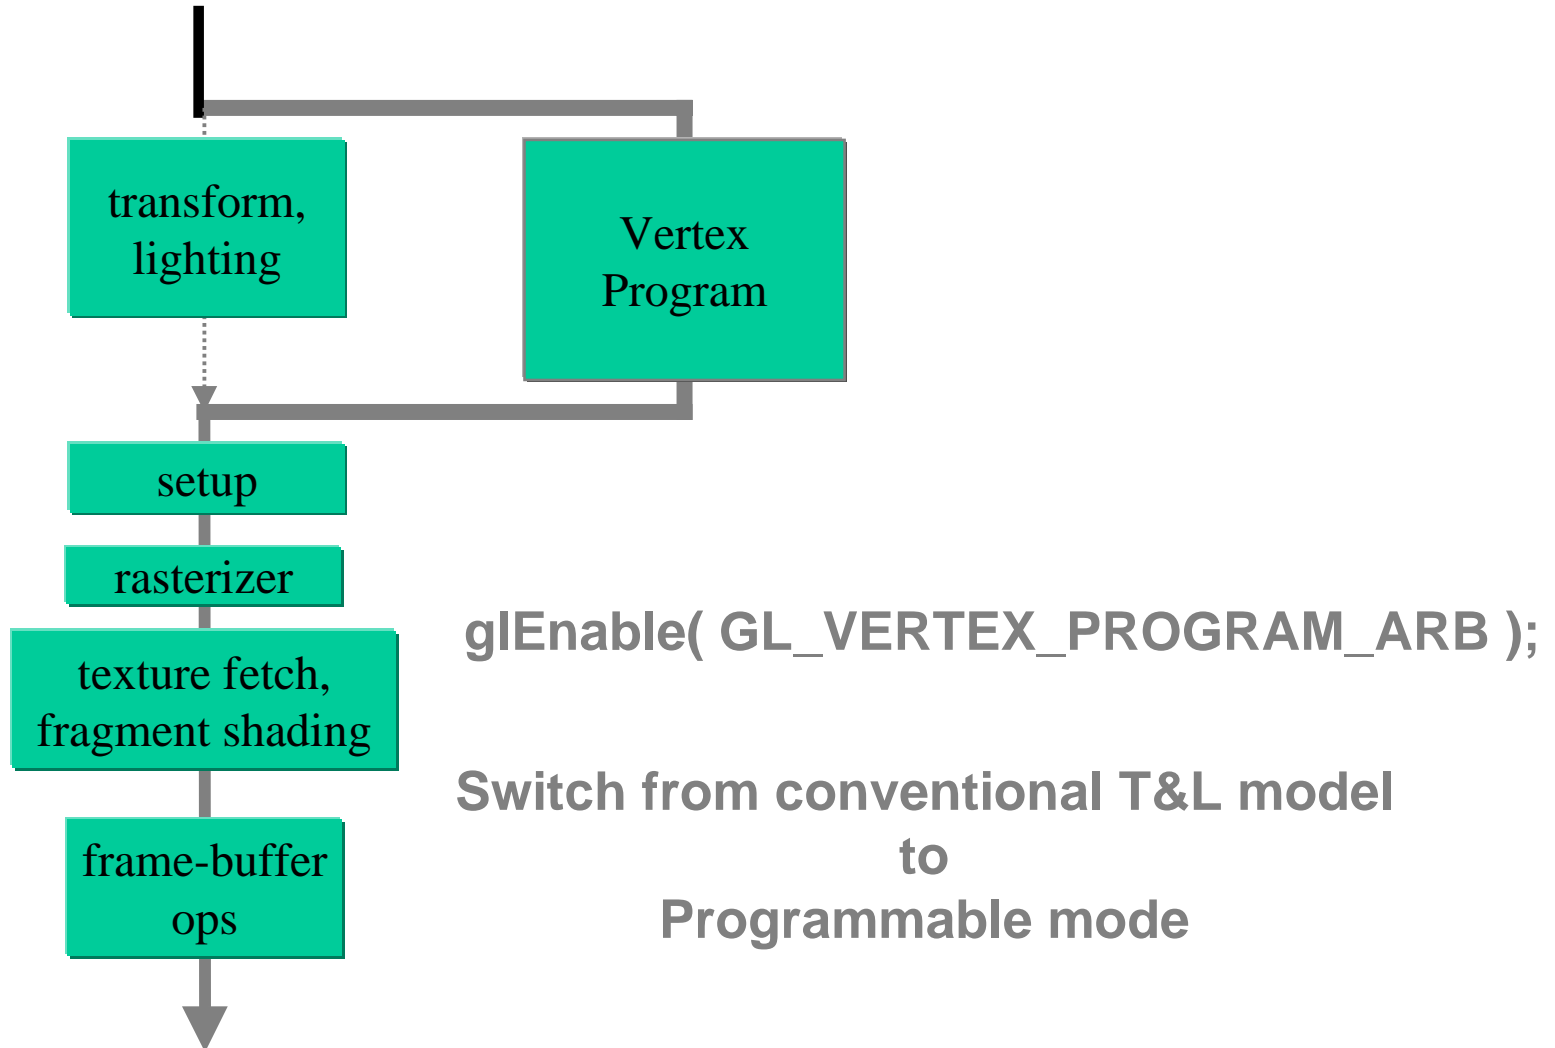 transform,
lighting
Vertex
Program
setup
rasterizer
texture fetch,
fragment shading
frame-buffer
ops
glEnable( GL_VERTEX_PROGRAM_ARB );
Switch from conventional T&L model
to
Programmable mode